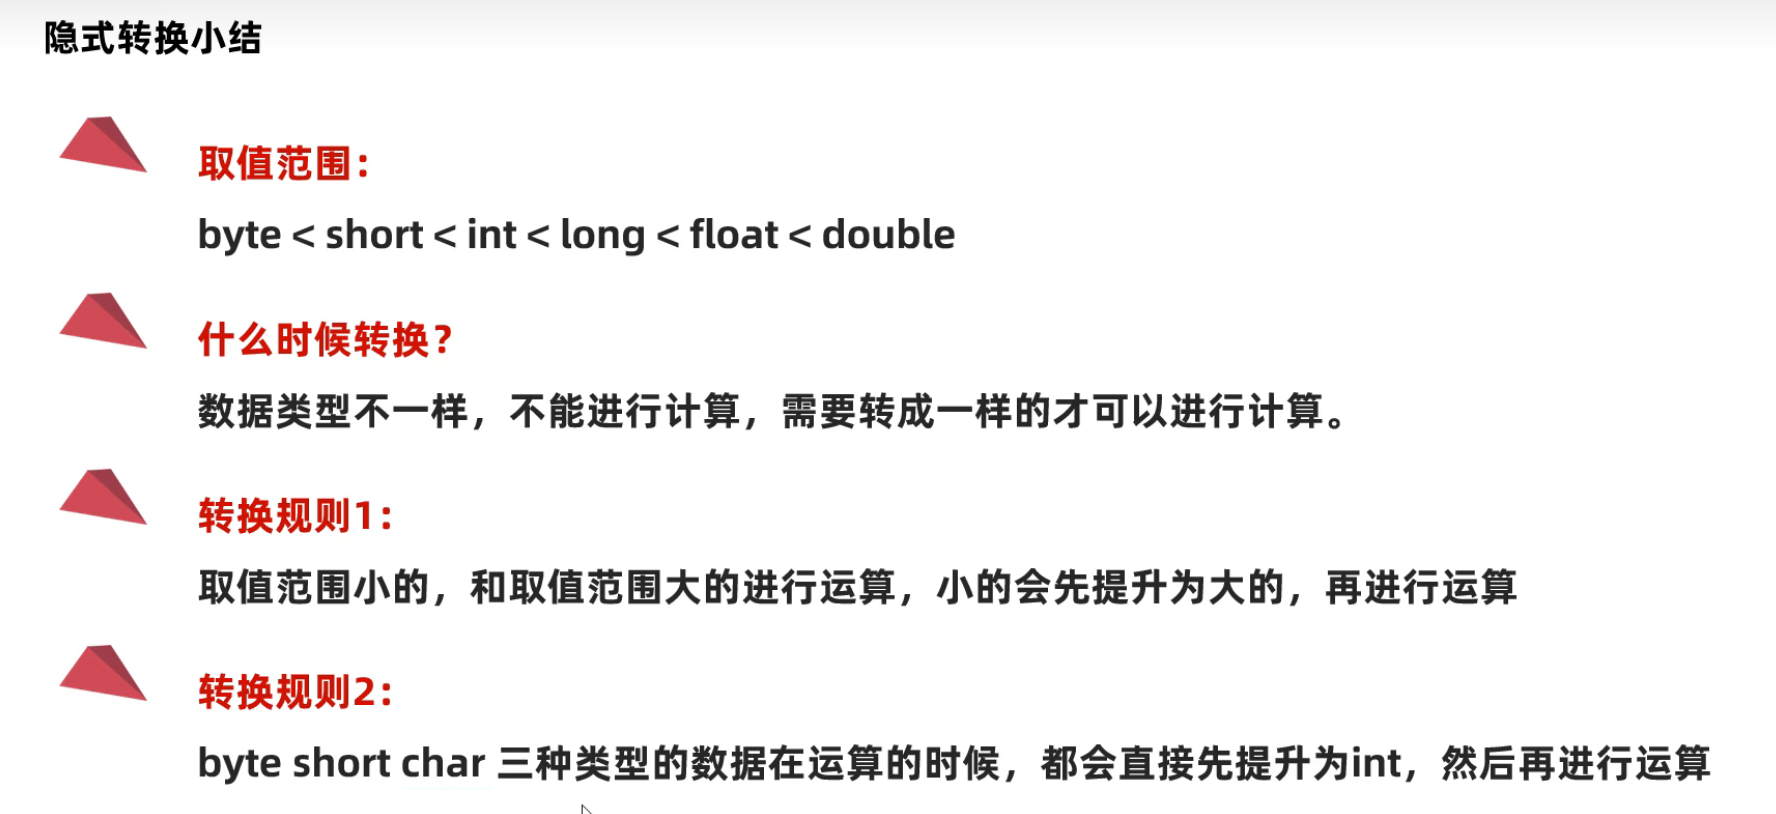 隐式转换小结
取值范围：
byte < short < int < long < float < double
什么时候转换？
数据类型不一样，不能进行计算，需要转成一样的才可以进行计算。
转换规则1：
取值范围小的，和取值范围大的进行运算，小的会先提升为大的，再进行运算
转换规则2：
byte short char 三种类型的数据在运算的时候，都会直接先提升为int，然后再进行运算